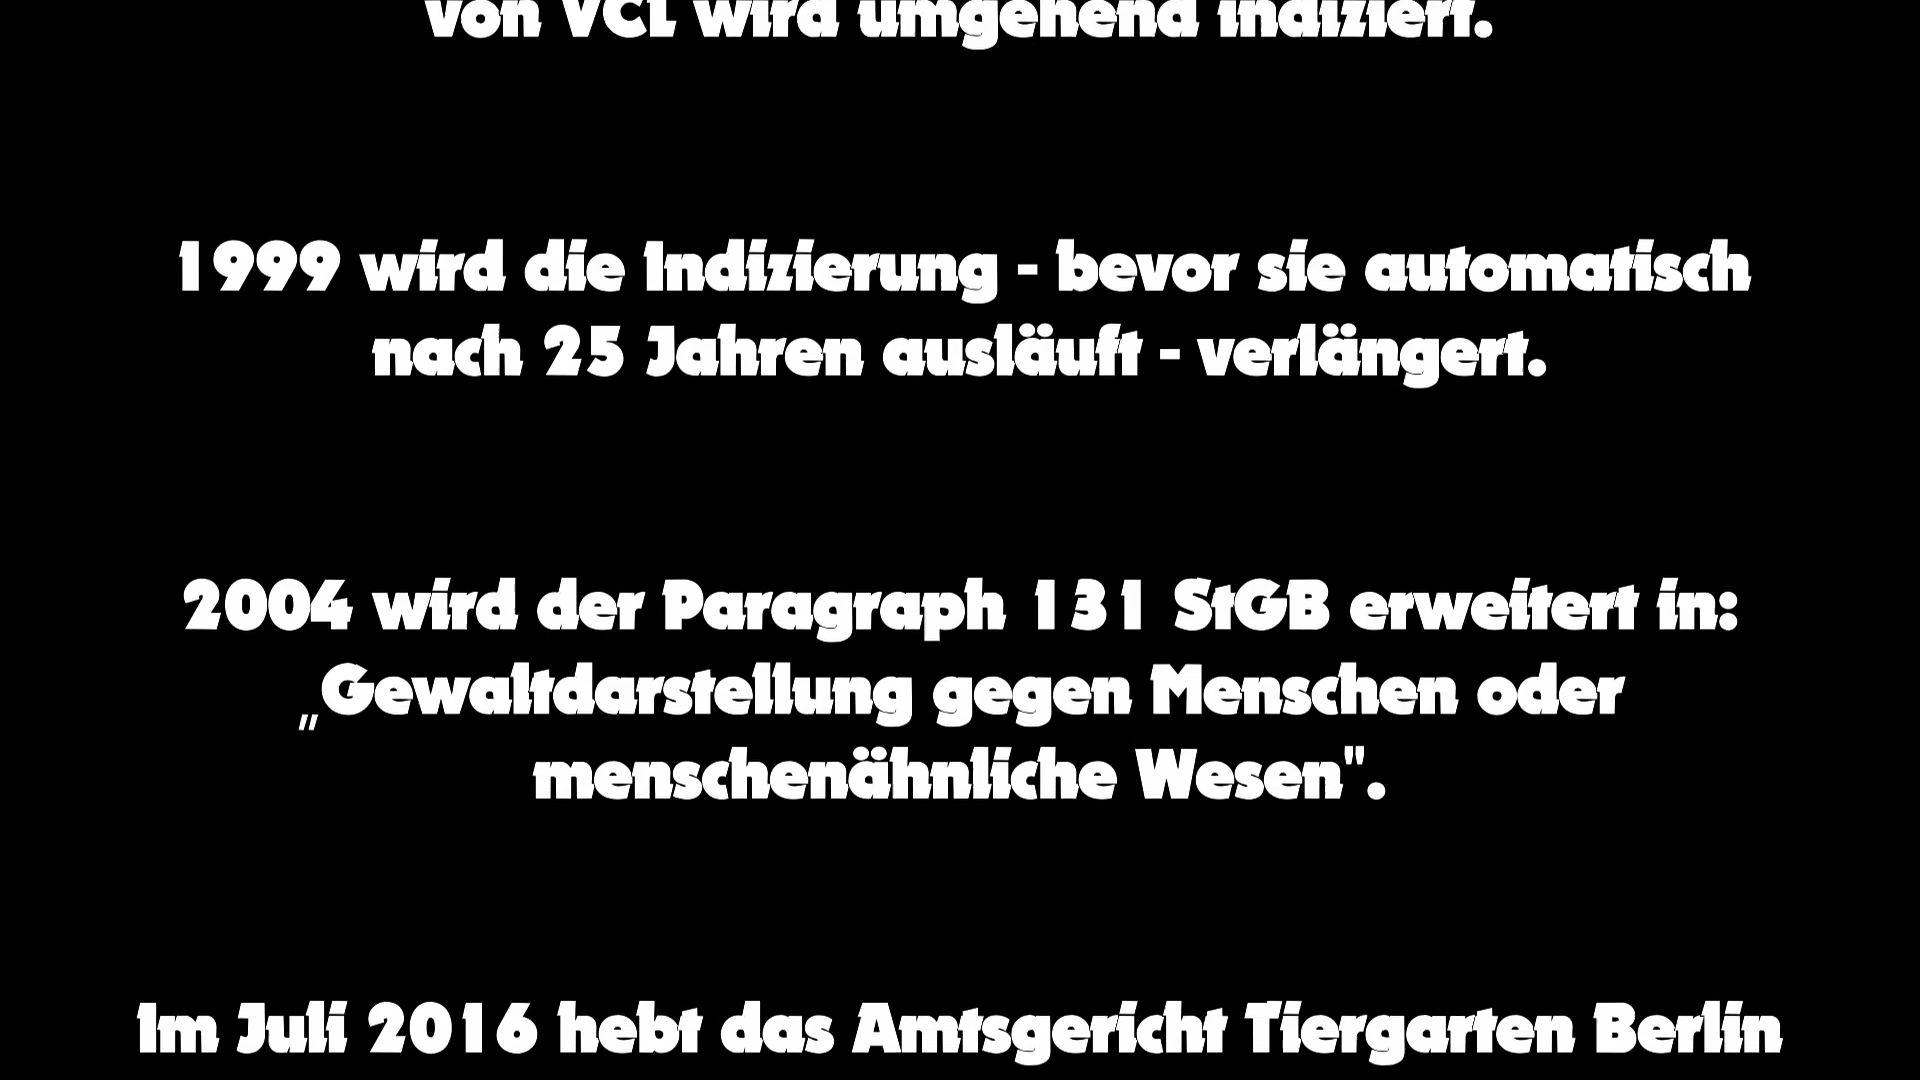 von VCL wird umgehend indiziert.
1999 wird die Indizierung - bevor sie automatisch
nach 25 Jahren ausläuft - verlängert.
2004 wird der Paragraph 131 StGB erweitert in:
„Gewaltdarstellung gegen Menschen oder
menschenähnliche Wesen".
Im Juli 2016 hebt das Amtsgericht Tiergarten Berlin